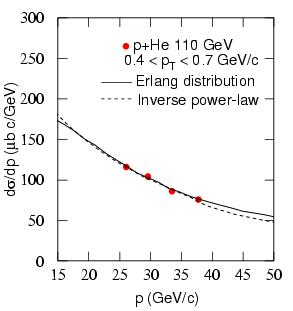 300
250
200
150
100
50
0
dσ/dp (μb c/GeV)
p+He 110 GeV
0.4 < pT < 0.7 GeV/c
Erlang distribution
Inverse power-law
15 20 25 30 35 40 45 50
p (GeV/c)